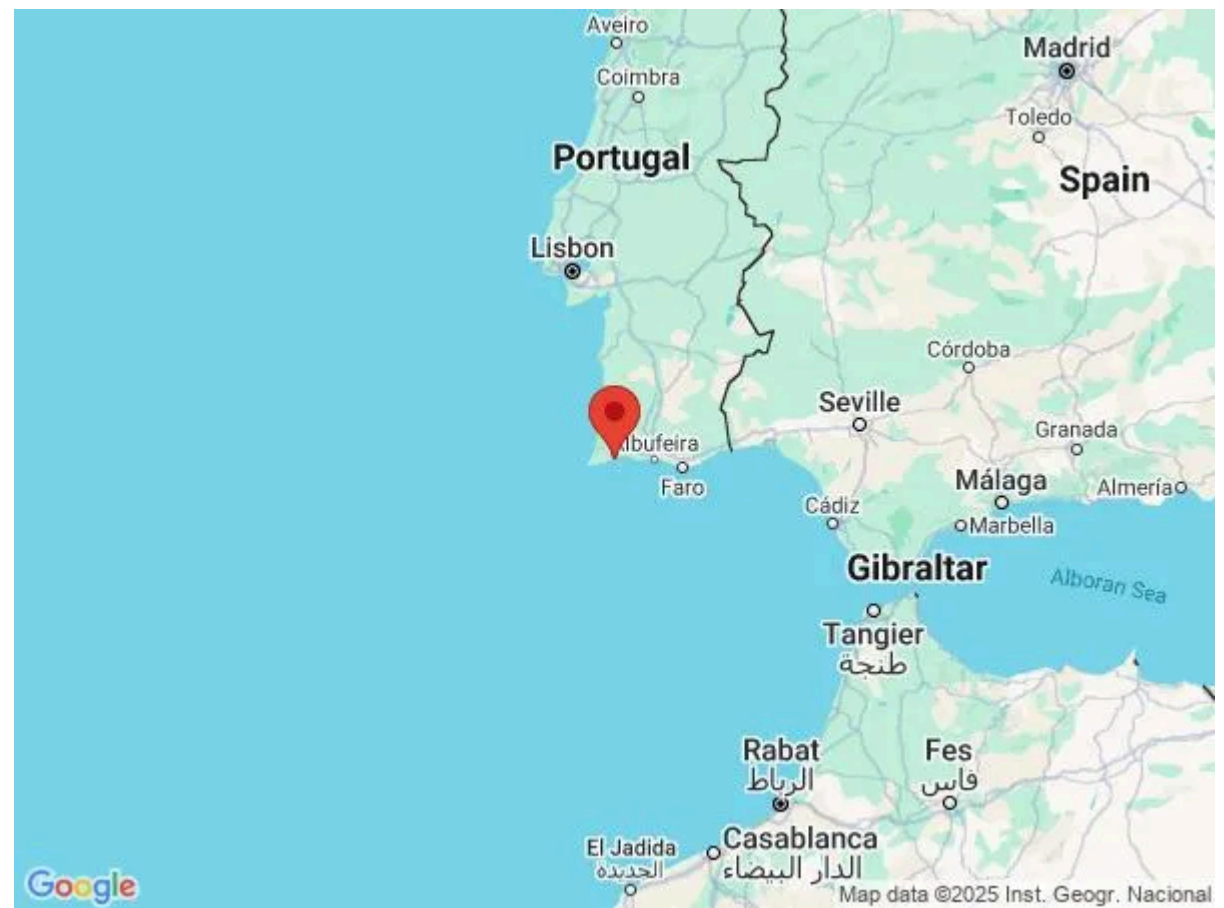 Aveiro
Coimbra
Madrid
Toledo
Portugal
Spain
Lisbon
Córdoba
Seville
Granada
lbufeira
Faro
Málaga
Almería
Cádiz
Marbella
Gibraltar
Alboran Sea
Tangier
طنجة
Rabat
الرباط
Fes
فاس
Casablanca
الدار البيضاء
El Jadida
الجديدة
Google
Map data ©2025 Inst. Geogr. Nacional